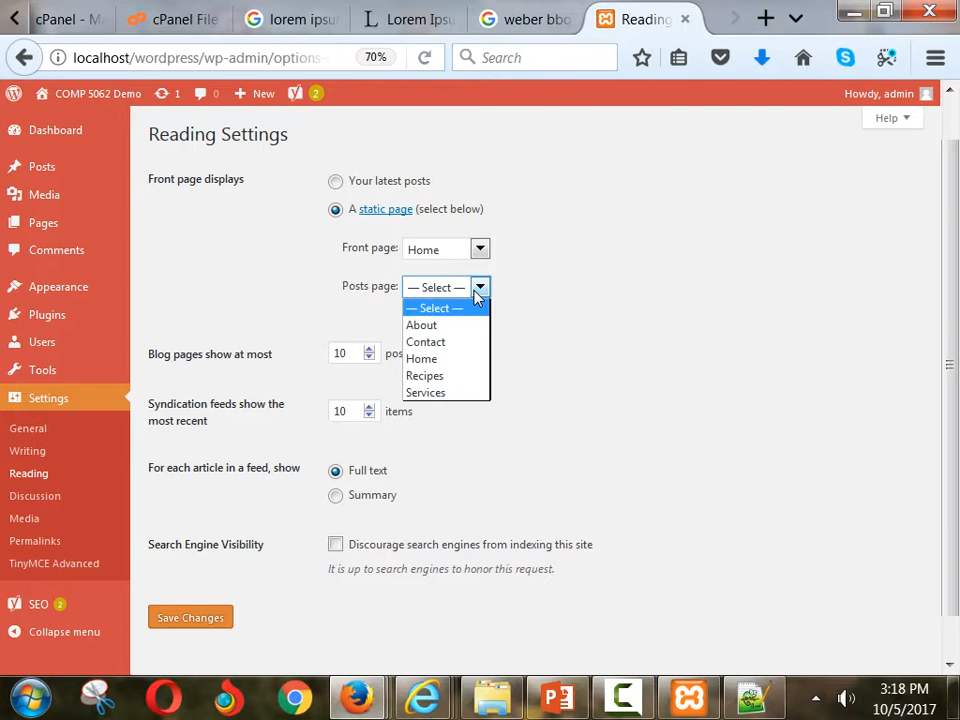 cPanel - M
cPanel File
lorem ipsu
Lorem Ipsu
weber bbq
Reading
localhost/wordpress/wp-admin/options-
70%
Search
COMP 5062 Demo
1
0
New
2
Howdy, admin
Help
Dashboard
Posts
Media
Pages
Comments
Appearance
Plugins
Users
Tools
Settings
General
Writing
Reading
Discussion
Media
Permalinks
TinyMCE Advanced
SEO 2
Collapse menu
Reading Settings
Front page displays
Your latest posts
A static page (select below)
Front page: Home
Posts page: — Select —
— Select —
About
Contact
Home
Recipes
Services
Blog pages show at most
10 pos
Syndication feeds show the
most recent
10 items
For each article in a feed, show
Full text
Summary
Search Engine Visibility
Discourage search engines from indexing this site
It is up to search engines to honor this request.
Save Changes
3:18 PM
10/5/2017